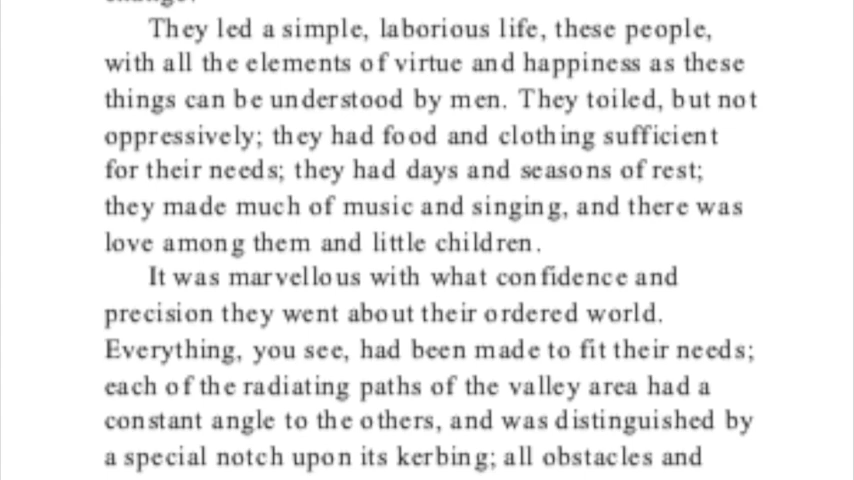 They led a simple, laborious life, these people,
with all the elements of virtue and happiness as these
things can be understood by men. They toiled, but not
oppressively; they had food and clothing sufficient
for their needs; they had days and seasons of rest;
they made much of music and singing, and there was
love among them and little children.
It was marvellous with what confidence and
precision they went about their ordered world.
Everything, you see, had been made to fit their needs;
each of the radiating paths of the valley area had a
constant angle to the others, and was distinguished by
a special notch upon its kerbing; all obstacles and